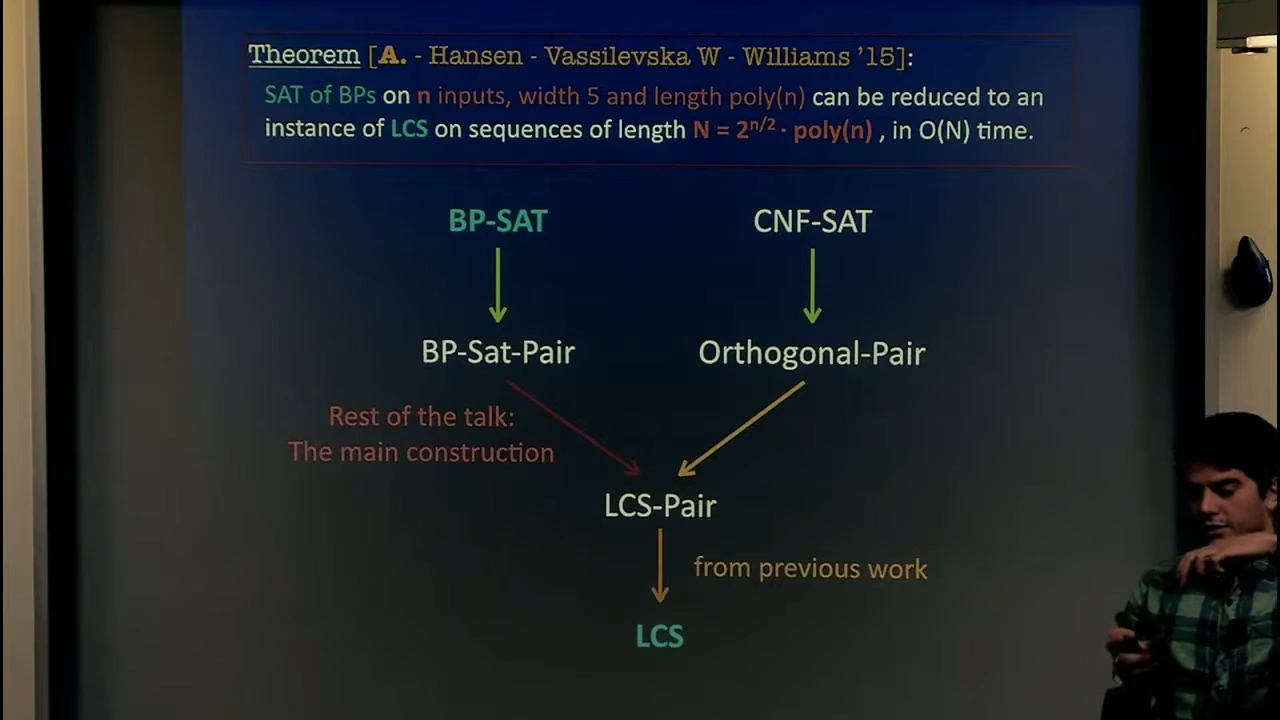 Theorem [A. - Hansen - Vassilevska W - Williams '15]:
SAT of BPs on n inputs, width 5 and length poly(n) can be reduced to an
instance of LCS on sequences of length N = 2^{n/2} · poly(n) , in O(N) time.
BP-SAT
CNF-SAT
BP-Sat-Pair
Orthogonal-Pair
Rest of the talk:
The main construction
LCS-Pair
from previous work
LCS